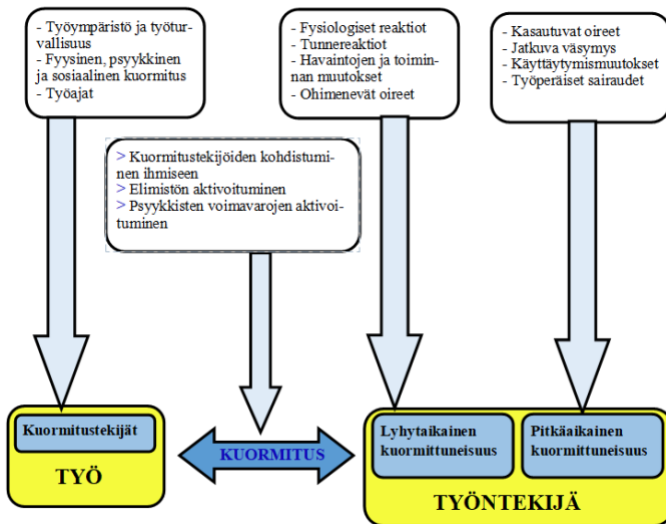 - Työympäristö ja työtur-
vallisuus
- Fyysinen, psyykkinen
ja sosiaalinen kuormitus
- Työajat
- Fysiologiset reaktiot
- Tunnereaktiot
- Havaintojen ja toimin-
nan muutokset
- Ohimenevät oireet
- Kasautuvat oireet
- Jatkuva väsymys
- Käyttäytymismuutokset
- Työperäiset sairaudet
> Kuormitustekijöiden kohdistumi-
nen ihmiseen
> Elimistön aktivoituminen
> Psyykkisten voimavarojen aktivoi-
tuminen
Kuormitustekijät
TYÖ
KUORMITUS
Lyhytaikainen
kuormittuneisuus
Pitkäaikainen
kuormittuneisuus
TYÖNTEKIJÄ